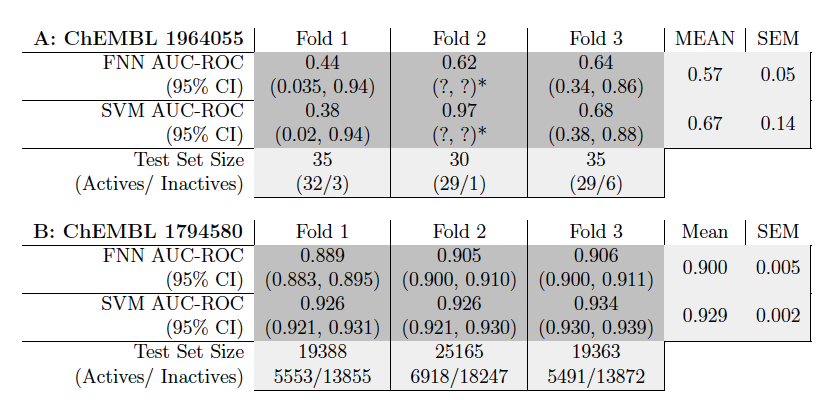 A: ChEMBL 1964055 Fold 1 Fold 2 Fold 3 MEAN SEM
FNN AUC-ROC 0.44 0.62 0.64
0.57 0.05
(95% CI) (0.035, 0.94) (?, ?)* (0.34, 0.86)
SVM AUC-ROC 0.38 0.97 0.68
0.67 0.14
(95% CI) (0.02, 0.94) (?, ?)* (0.38, 0.88)
Test Set Size 35 30 35
(Actives/ Inactives) (32/3) (29/1) (29/6)
B: ChEMBL 1794580 Fold 1 Fold 2 Fold 3 Mean SEM
FNN AUC-ROC 0.889 0.905 0.906
0.900 0.005
(95% CI) (0.883, 0.895) (0.900, 0.910) (0.900, 0.911)
SVM AUC-ROC 0.926 0.926 0.934
0.929 0.002
(95% CI) (0.921, 0.931) (0.921, 0.930) (0.930, 0.939)
Test Set Size 19388 25165 19363
(Actives/ Inactives) 5553/13855 6918/18247 5491/13872